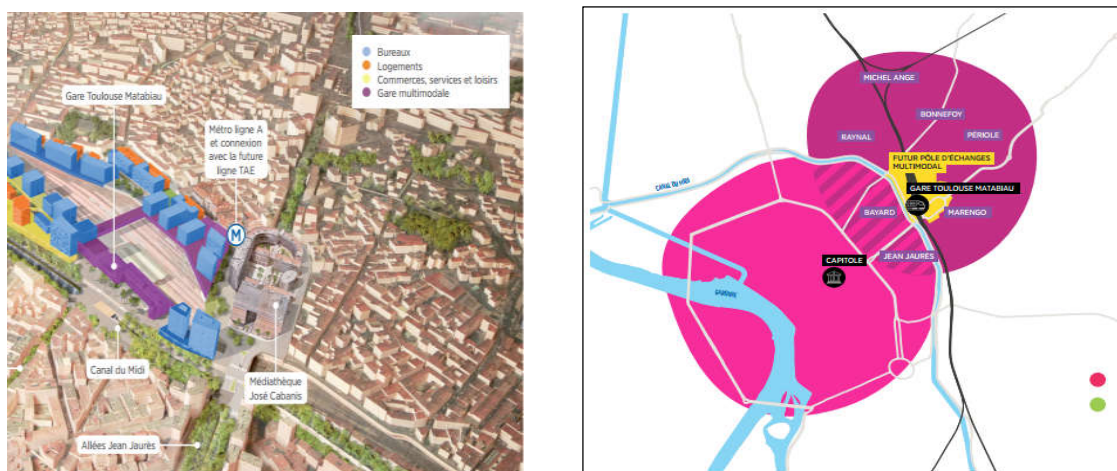 Bureaux
Logements
Commerces, services et loisirs
Gare multimodale
Gare Toulouse Matabiau
Métro ligne A
et connexion
avec la future
ligne TAE
M
Canal du Midi
Médiathèque
José Cabanis
Allées Jean Jaurès
MICHEL ANGE
BONNEFOY
RAYNAL
PÉRIOLE
CANAL DU MIDI
FUTUR PÔLE D'ÉCHANGES
MULTIMODAL
GARE TOULOUSE MATABIAU
BAYARD
MARENGO
JEAN JAURÈS
CAPITOLE
GARONNE